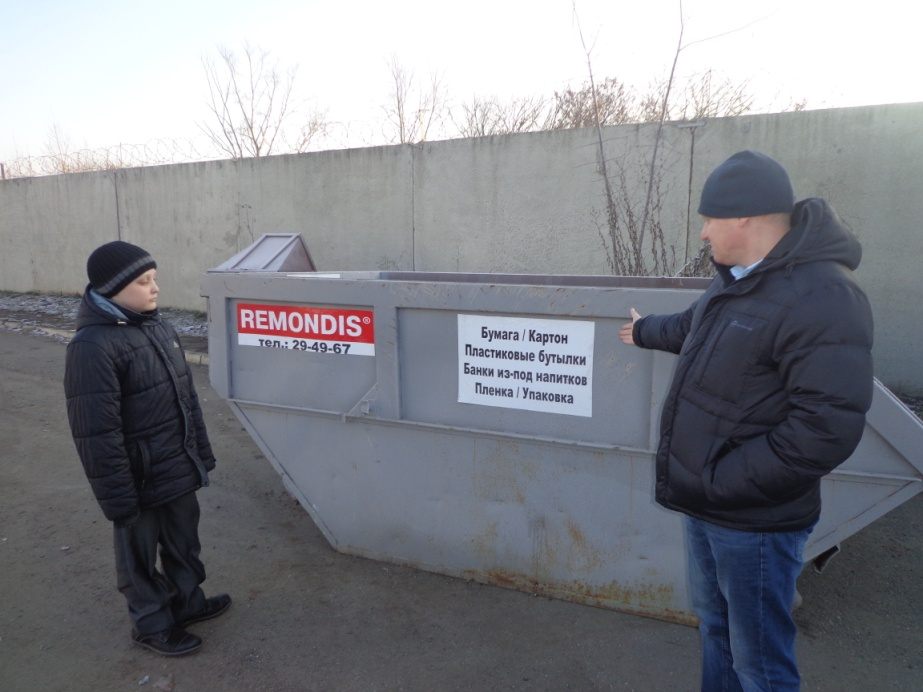 REMONDIS®
тел.: 29-49-67
Бумага / Картон
Пластиковые бутылки
Банки из-под напитков
Пленка / Упаковка